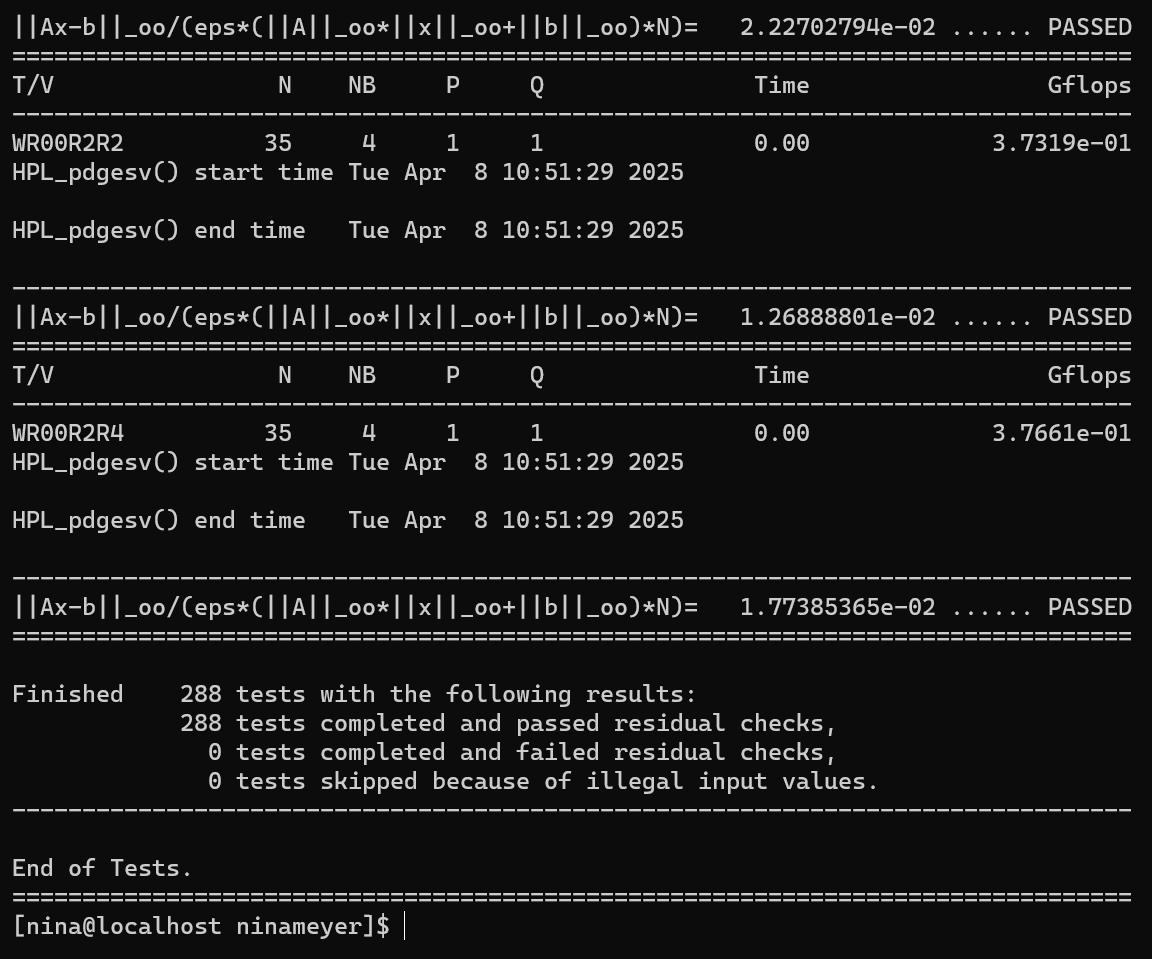 ||Ax-b||_oo/(eps*(||A||_oo*||x||_oo+||b||_oo)*N)=   2.22702794e-02 ...... PASSED
================================================================================
T/V                N    NB     P     Q               Time                 Gflops
--------------------------------------------------------------------------------
WR00R2R2          35     4     1     1               0.00             3.7319e-01
HPL_pdgesv() start time Tue Apr  8 10:51:29 2025

HPL_pdgesv() end time   Tue Apr  8 10:51:29 2025

--------------------------------------------------------------------------------
||Ax-b||_oo/(eps*(||A||_oo*||x||_oo+||b||_oo)*N)=   1.26888801e-02 ...... PASSED
================================================================================
T/V                N    NB     P     Q               Time                 Gflops
--------------------------------------------------------------------------------
WR00R2R4          35     4     1     1               0.00             3.7661e-01
HPL_pdgesv() start time Tue Apr  8 10:51:29 2025

HPL_pdgesv() end time   Tue Apr  8 10:51:29 2025

--------------------------------------------------------------------------------
||Ax-b||_oo/(eps*(||A||_oo*||x||_oo+||b||_oo)*N)=   1.77385365e-02 ...... PASSED
================================================================================

Finished    288 tests with the following results:
            288 tests completed and passed residual checks,
              0 tests completed and failed residual checks,
              0 tests skipped because of illegal input values.
--------------------------------------------------------------------------------

End of Tests.
================================================================================
[nina@localhost ninameyer]$